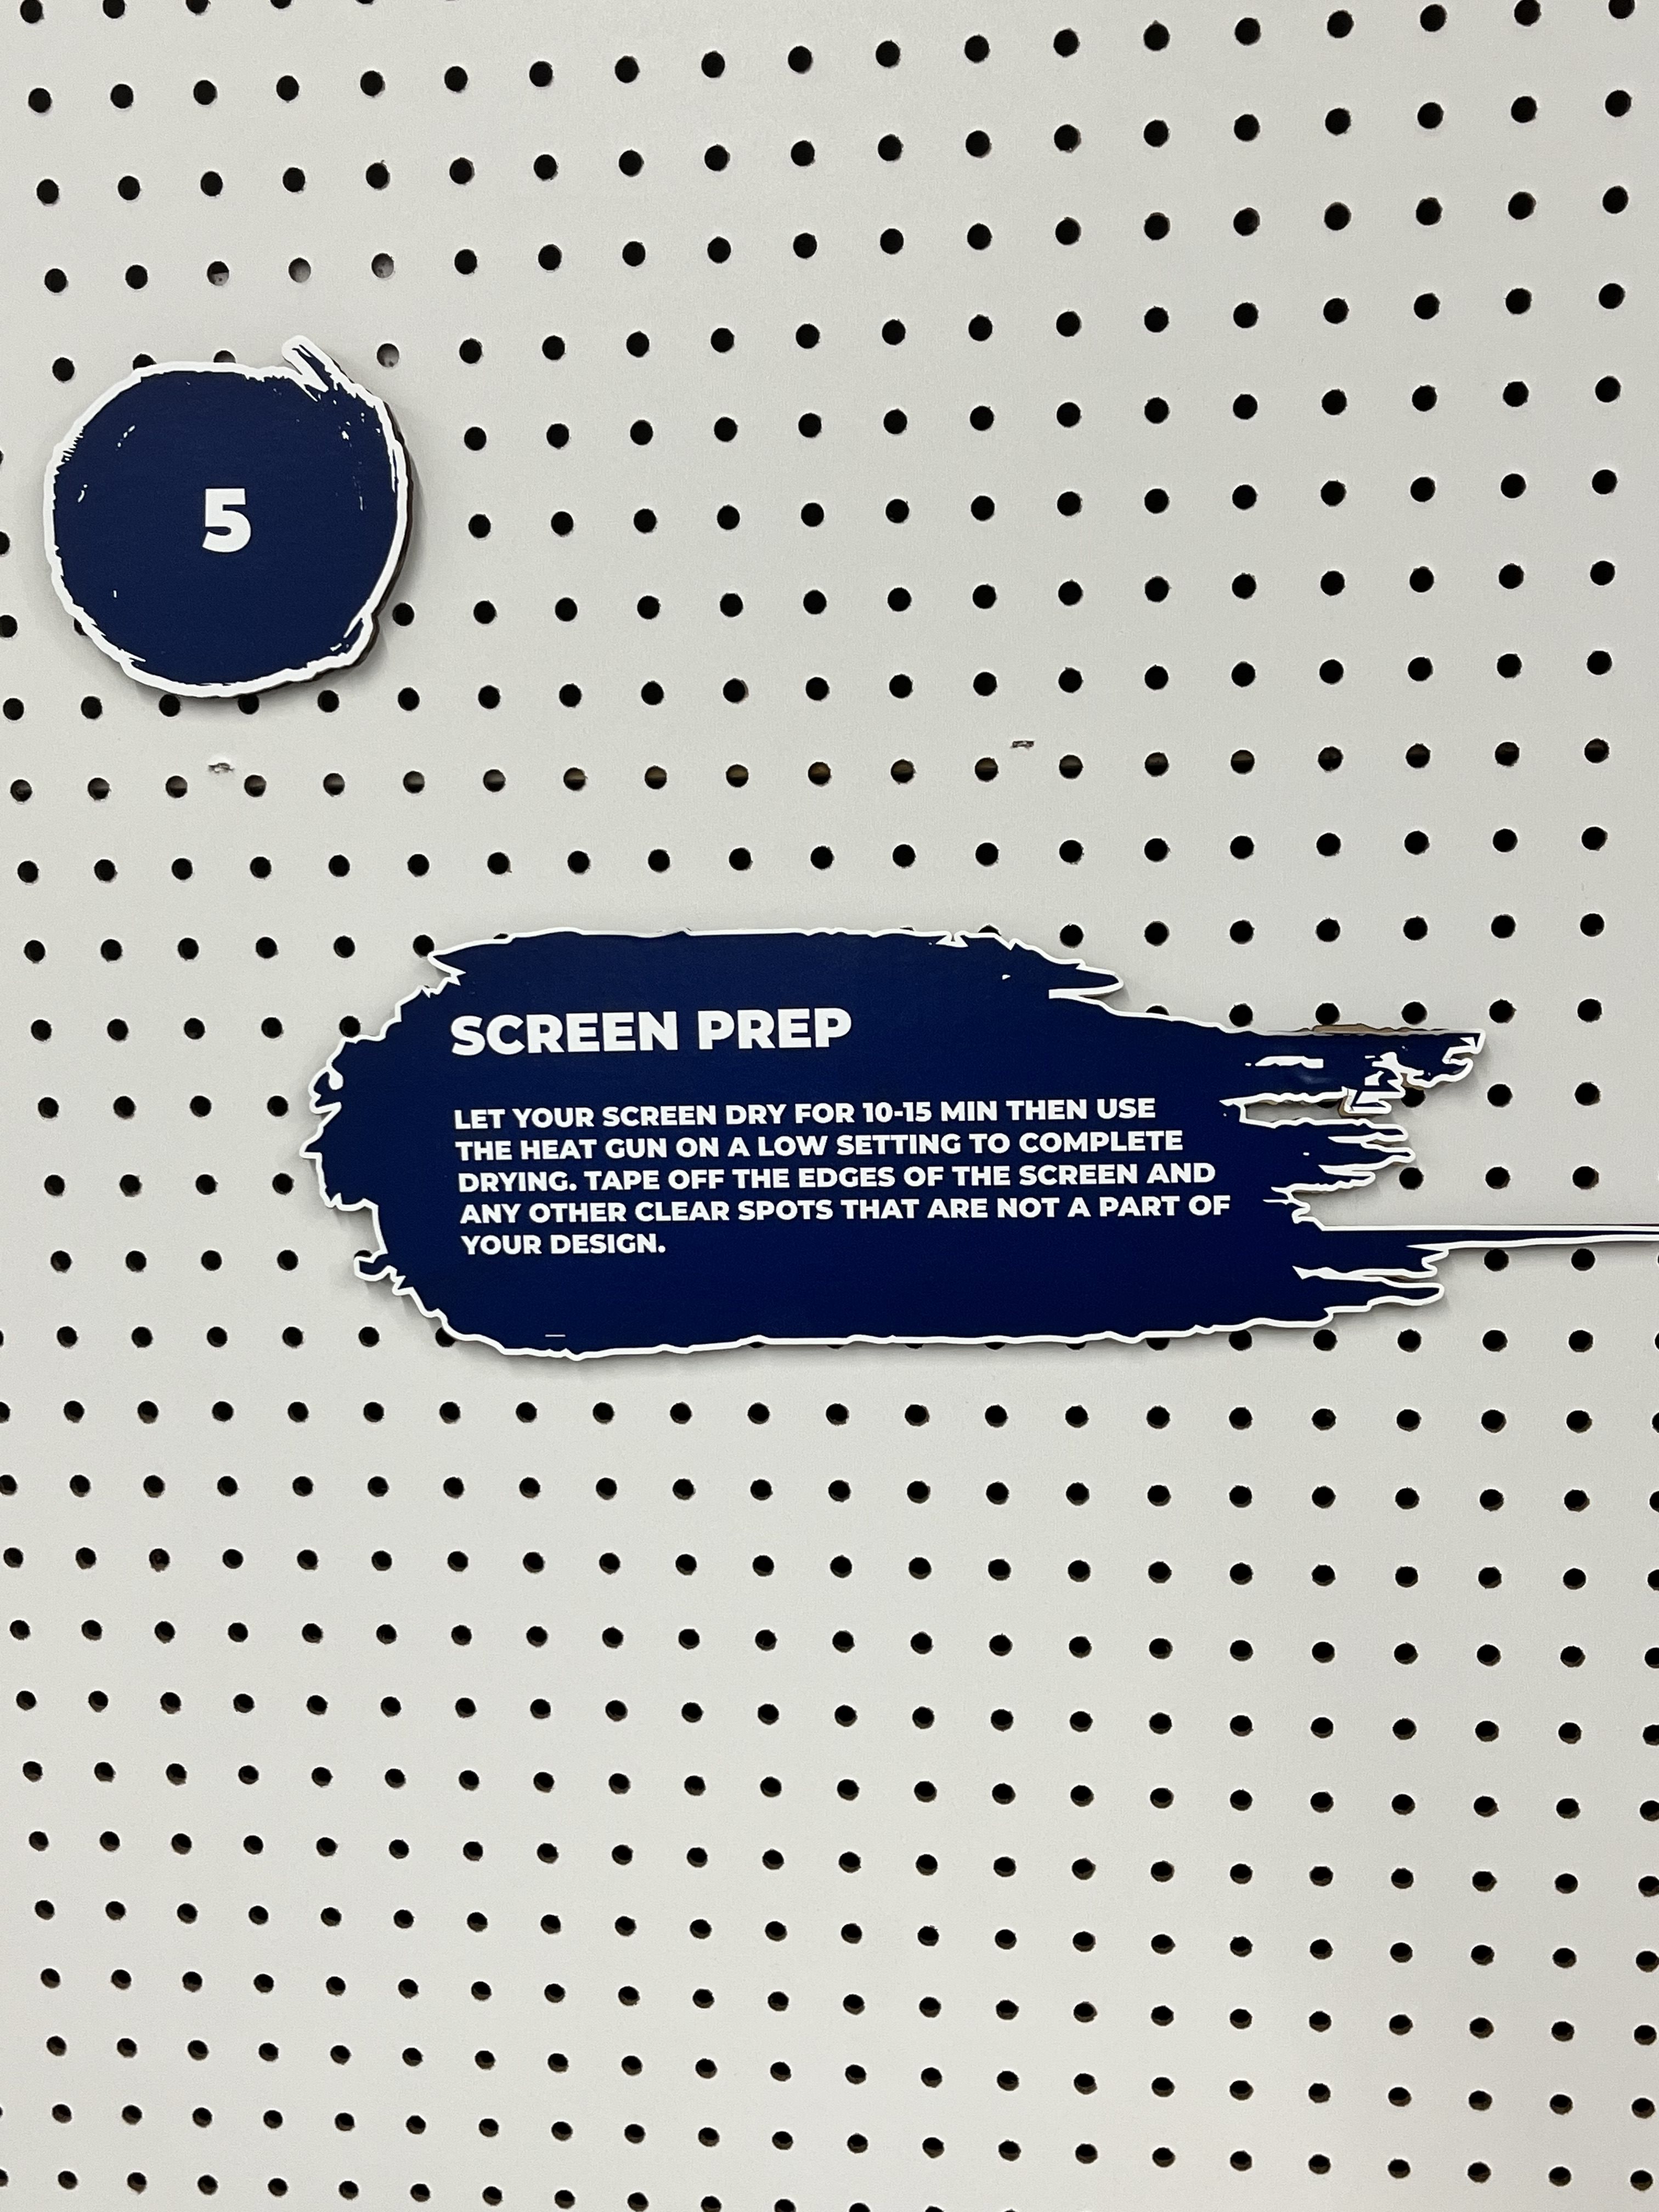 5
SCREEN PREP
LET YOUR SCREEN DRY FOR 10-15 MIN THEN USE
THE HEAT GUN ON A LOW SETTING TO COMPLETE
DRYING. TAPE OFF THE EDGES OF THE SCREEN AND
ANY OTHER CLEAR SPOTS THAT ARE NOT A PART OF
YOUR DESIGN.